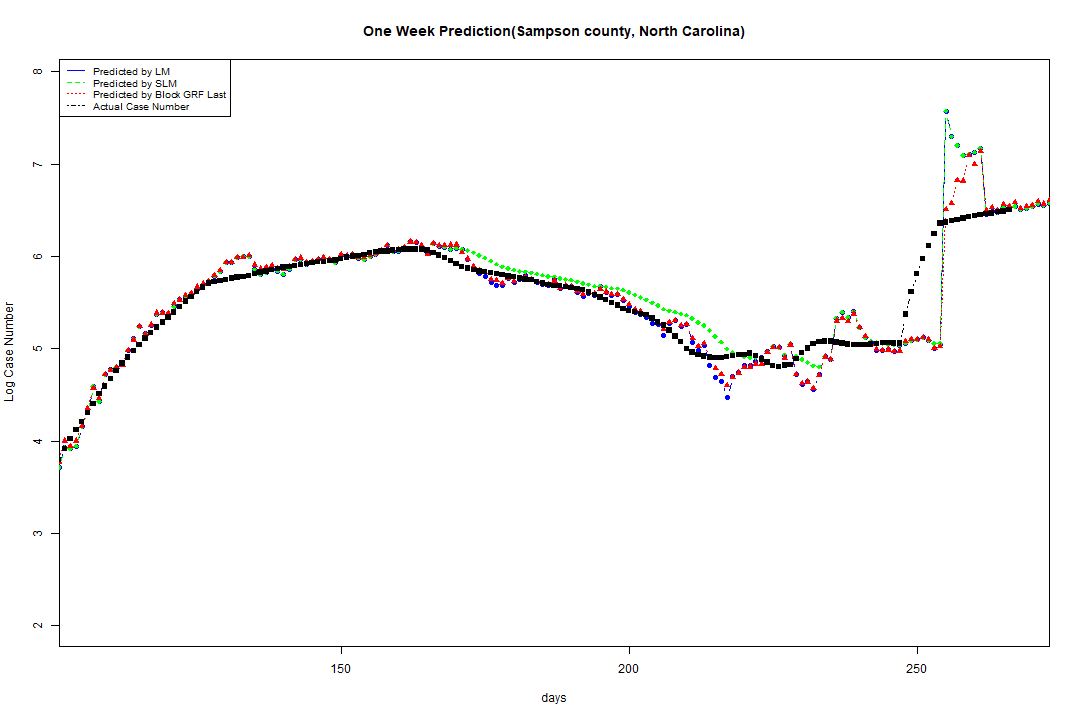 One Week Prediction(Sampson county, North Carolina)
Predicted by LM
Predicted by SLM
Predicted by Block GRF Last
Actual Case Number
8
7
6
5
4
3
2
Log Case Number
150
200
250
days